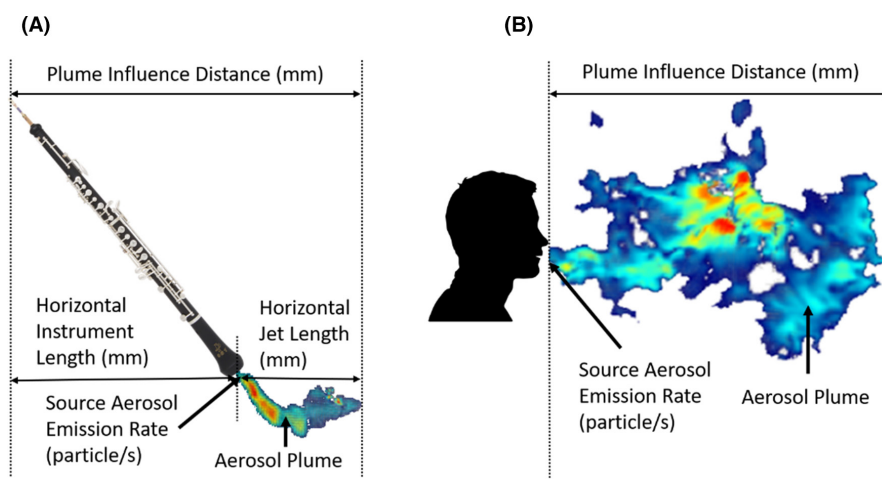 (A)
Plume Influence Distance (mm)
Horizontal
Instrument
Length (mm)
Horizontal
Jet Length
(mm)
Source Aerosol
Emission Rate
(particle/s)
Aerosol Plume
(B)
Plume Influence Distance (mm)
Source Aerosol
Emission Rate
(particle/s)
Aerosol Plume